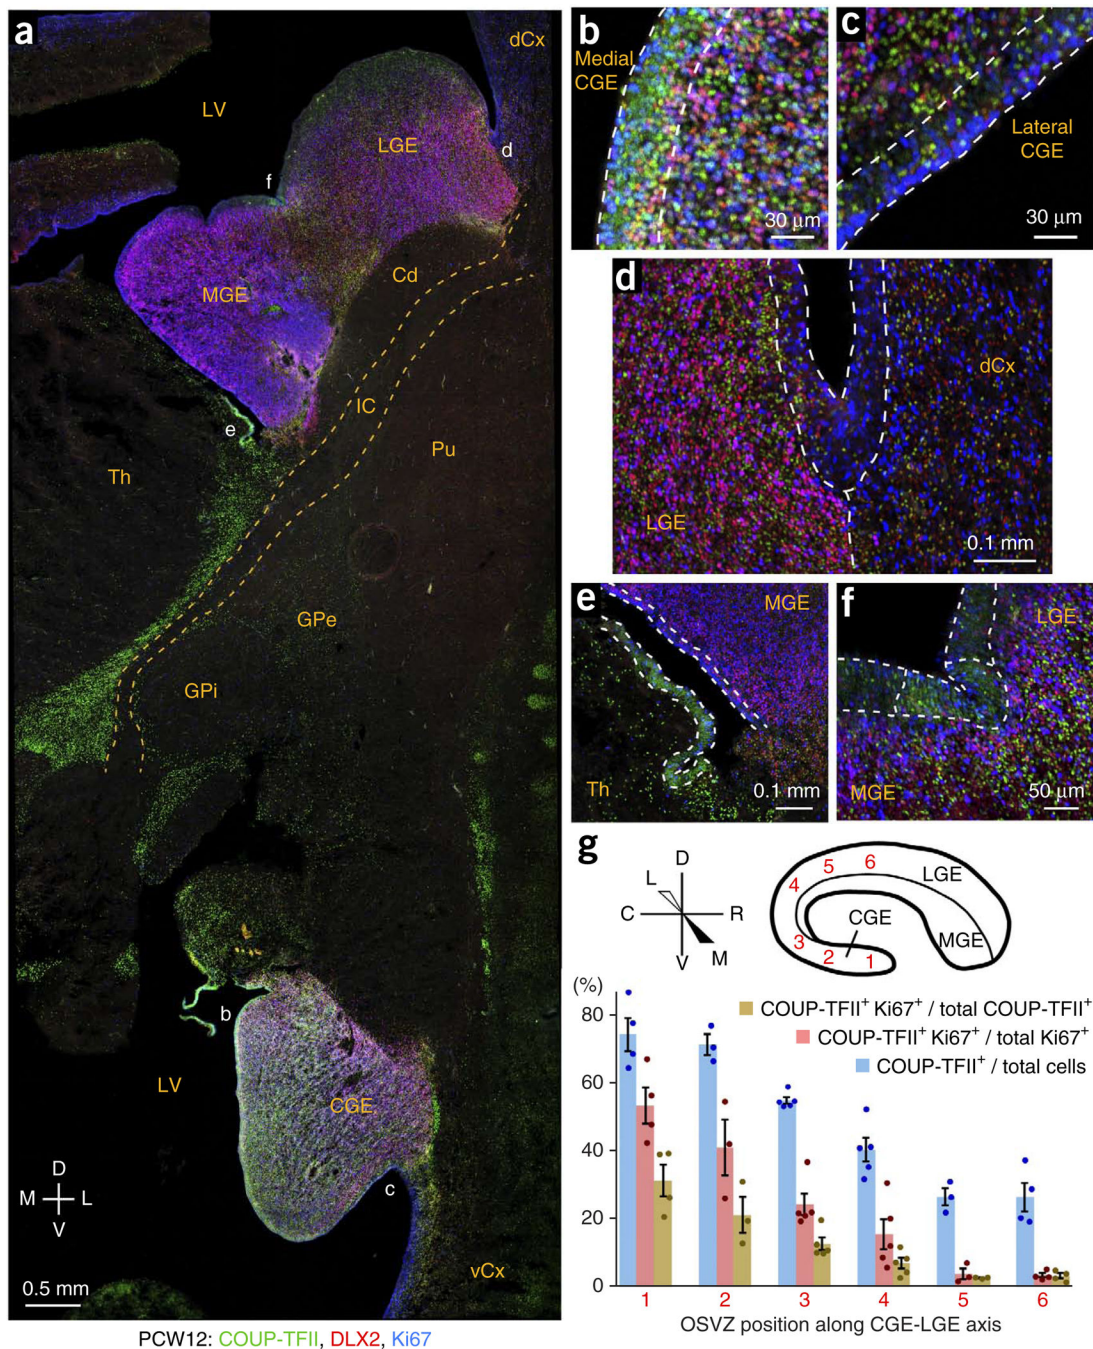 a
dCx
LV
LGE
d
f
MGE
Cd
IC
e
Th
Pu
GPe
GPi
b
LV
CGE
c
D
M L
V
vCx
0.5 mm
PCW12: COUP-TFII, DLX2, Ki67
b
Medial
CGE
30 μm
c
Lateral
CGE
30 μm
d
dCx
LGE
0.1 mm
e
MGE
Th
0.1 mm
f
LGE
MGE
50 μm
g
D
L
C R
V
M
6
5
4
LGE
CGE
MGE
3
2
1
(%)
80
60
40
20
0
COUP-TFII⁺ Ki67⁺ / total COUP-TFII⁺
COUP-TFII⁺ Ki67⁺ / total Ki67⁺
COUP-TFII⁺ / total cells
1 2 3 4 5 6
OSVZ position along CGE-LGE axis